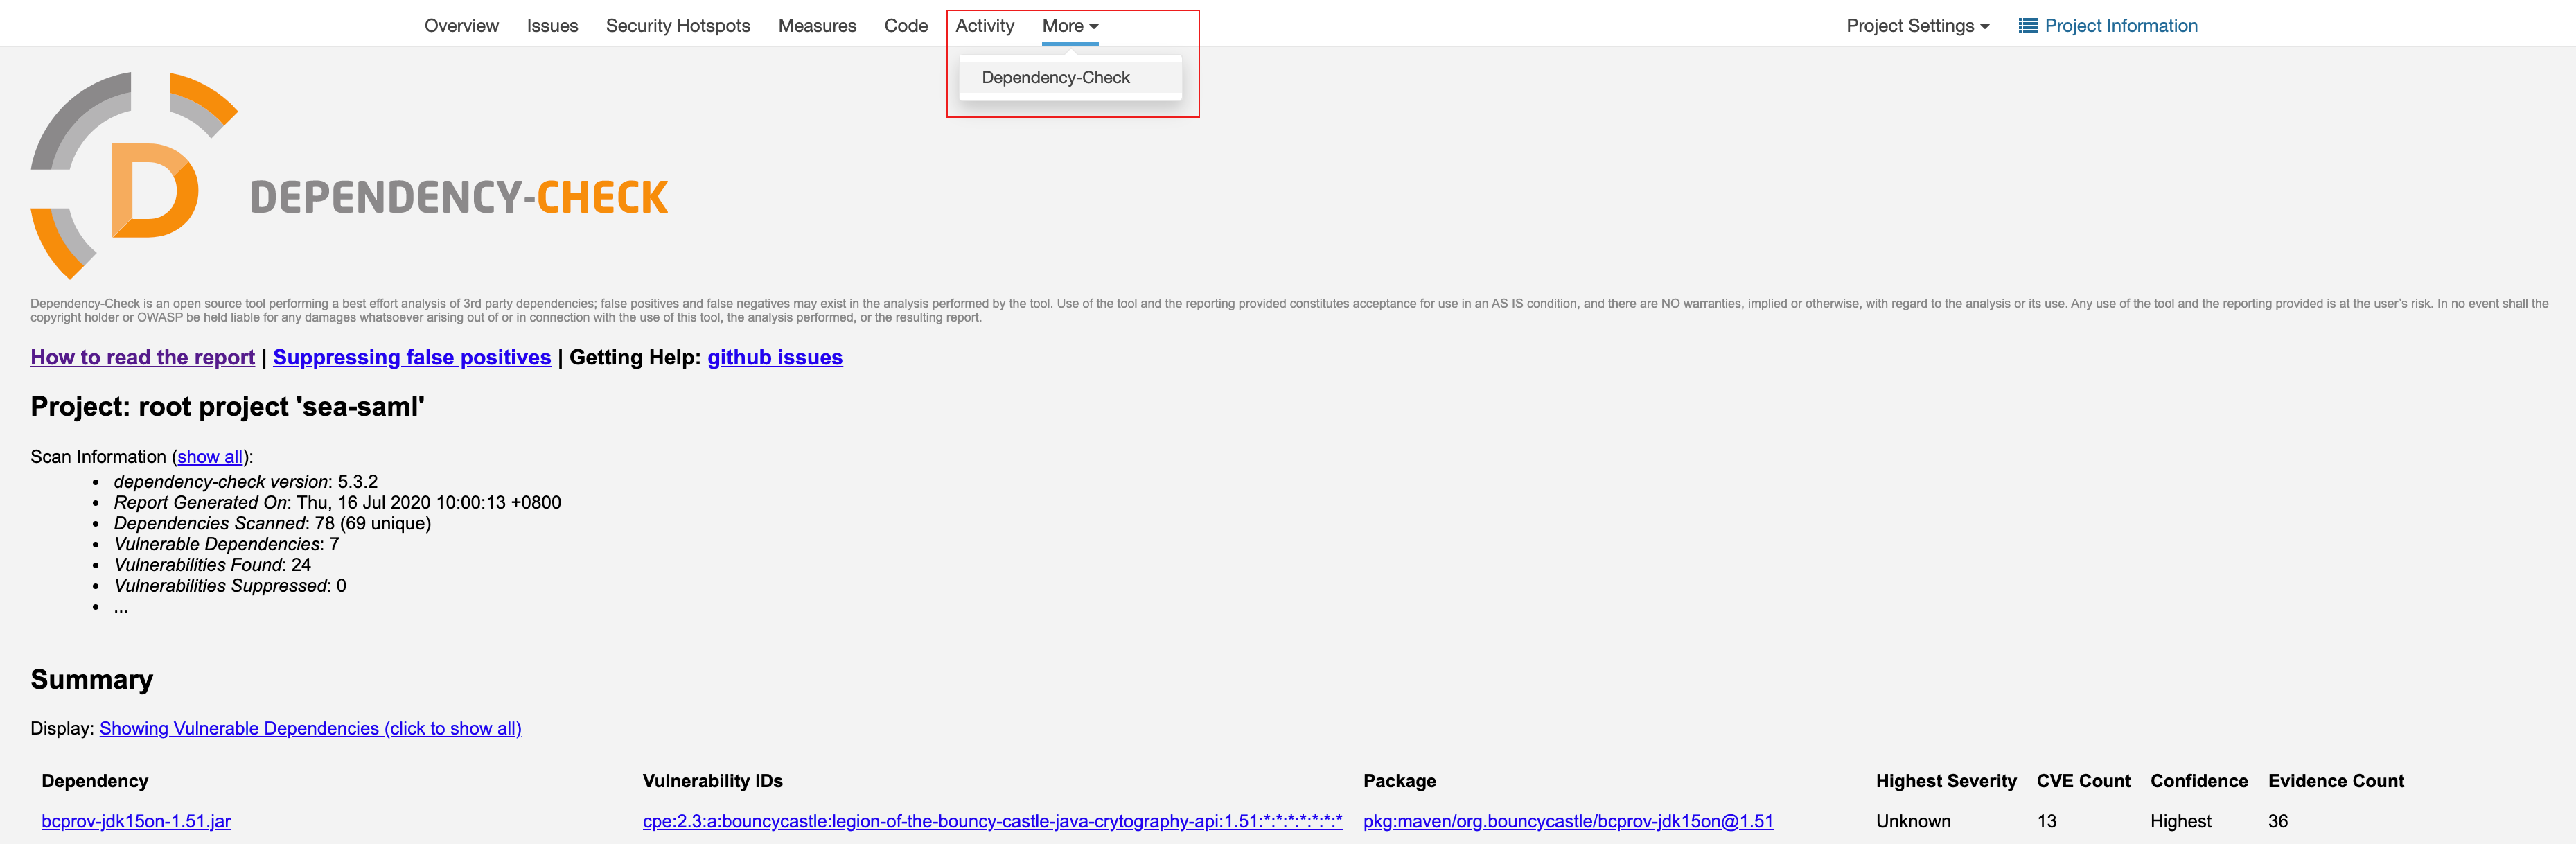 Overview Issues Security Hotspots Measures Code Activity More Project Settings Project Information
Dependency-Check
D
DEPENDENCY-CHECK
Dependency-Check is an open source tool performing a best effort analysis of 3rd party dependencies; false positives and false negatives may exist in the analysis performed by the tool. Use of the tool and the reporting provided constitutes acceptance for use in an AS IS condition, and there are NO warranties, implied or otherwise, with regard to the analysis or its use. Any use of the tool and the reporting provided is at the user's risk. In no event shall the
copyright holder or OWASP be held liable for any damages whatsoever arising out of or in connection with the use of this tool, the analysis performed, or the resulting report.
How to read the report | Suppressing false positives | Getting Help: github issues
Project: root project 'sea-saml'
Scan Information (show all):
• dependency-check version: 5.3.2
• Report Generated On: Thu, 16 Jul 2020 10:00:13 +0800
• Dependencies Scanned: 78 (69 unique)
• Vulnerable Dependencies: 7
• Vulnerabilities Found: 24
• Vulnerabilities Suppressed: 0
• ...
Summary
Display: Showing Vulnerable Dependencies (click to show all)
Dependency Vulnerability IDs Package Highest Severity CVE Count Confidence Evidence Count
bcprov-jdk15on-1.51.jar cpe:2.3:a:bouncycastle:legion-of-the-bouncy-castle-java-crytography-api:1.51:*:*:*:*:*:*:* pkg:maven/org.bouncycastle/bcprov-jdk15on@1.51 Unknown 13 Highest 36